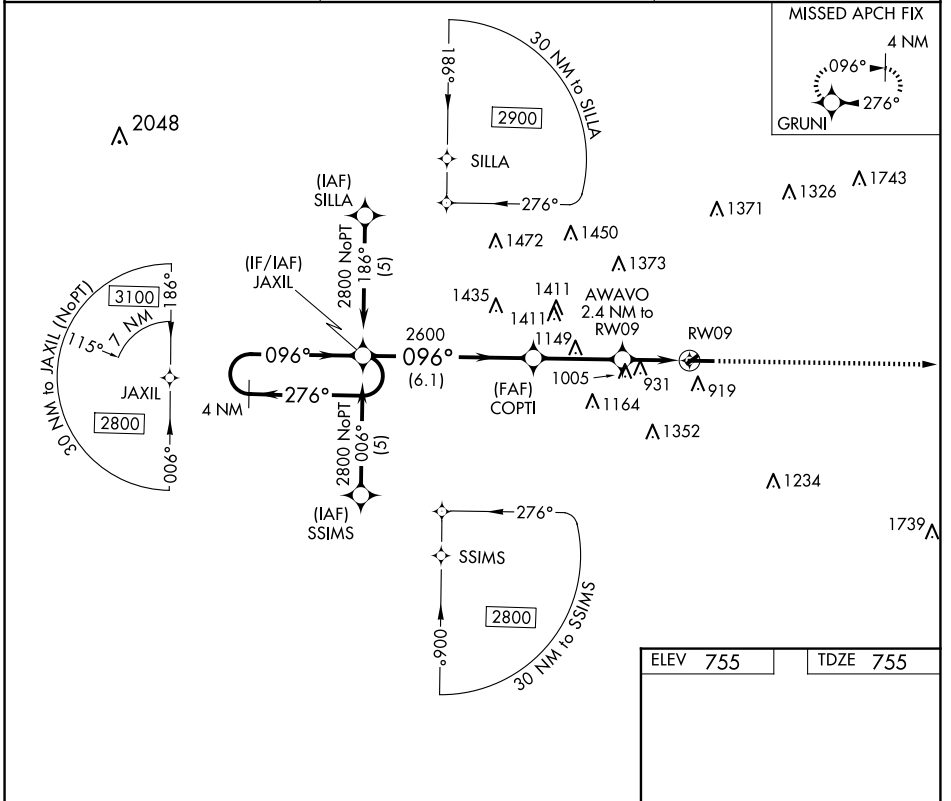 MISSED APCH FIX
4 NM
096°
276°
GRUNI
2048
186°
30 NM to SILLA
2900
SILLA
276°
1743
1326
1371
(IAF)
SILLA
2800 NoPT
186°
(5)
1472
1450
1373
(IF/IAF)
JAXIL
30 NM to JAXIL (NoPT)
3100
186°
7 NM
115°
JAXIL
2800
006°
1435
1411
1411
AWAVO
2.4 NM to
RW09
RW09
096°
2600
096°
(6.1)
1149
276°
4 NM
(FAF)
COPTI
1005
931
919
1164
1352
2800 NoPT
006°
(5)
(IAF)
SSIMS
1234
1739
276°
SSIMS
2800
006°
30 NM to SSIMS
ELEV 755
TDZE 755